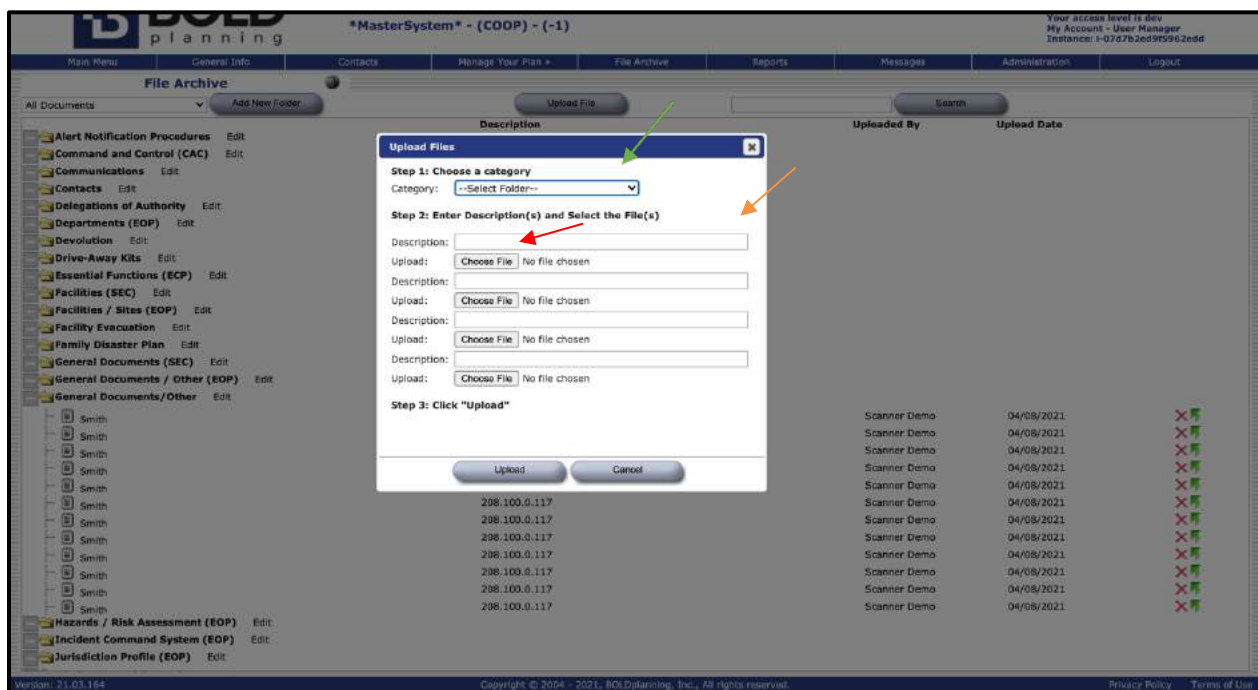 BOLD
planning
*MasterSystem* - (COOP) - (-1)
Your access level is dev
My Account - User Manager
Instance: i-07d7b2ed9f5962edd
Main Menu General Info Contacts Manage Your Plan » File Archive Reports Messages Administration Logout
File Archive
All Documents Add New Folder Upload File Search
Description Uploaded By Upload Date
Alert Notification Procedures Edit
Command and Control (CAC) Edit
Communications Edit
Contacts Edit
Delegations of Authority Edit
Departments (EOP) Edit
Devolution Edit
Drive-Away Kits Edit
Essential Functions (ECP) Edit
Facilities (SEC) Edit
Facilities / Sites (EOP) Edit
Facility Evacuation Edit
Family Disaster Plan Edit
General Documents (SEC) Edit
General Documents / Other (EOP) Edit
General Documents/Other Edit
Upload Files
Step 1: Choose a category
Category: --Select Folder--
Step 2: Enter Description(s) and Select the File(s)
Description:
Upload: Choose File No file chosen
Description:
Upload: Choose File No file chosen
Description:
Upload: Choose File No file chosen
Description:
Upload: Choose File No file chosen
Step 3: Click "Upload"
Upload Cancel
Smith Scanner Demo 04/08/2021
Smith Scanner Demo 04/08/2021
Smith Scanner Demo 04/08/2021
Smith Scanner Demo 04/08/2021
Smith Scanner Demo 04/08/2021
Smith 208.100.0.117 Scanner Demo 04/08/2021
Smith 208.100.0.117 Scanner Demo 04/08/2021
Smith 208.100.0.117 Scanner Demo 04/08/2021
Smith 208.100.0.117 Scanner Demo 04/08/2021
Smith 208.100.0.117 Scanner Demo 04/08/2021
Smith 208.100.0.117 Scanner Demo 04/08/2021
Smith 208.100.0.117 Scanner Demo 04/08/2021
Hazards / Risk Assessment (EOP) Edit
Incident Command System (EOP) Edit
Jurisdiction Profile (EOP) Edit
Version: 21.03.164 Copyright © 2004 - 2021, BOLDplanning, Inc., All rights reserved. Privacy Policy Terms of Use